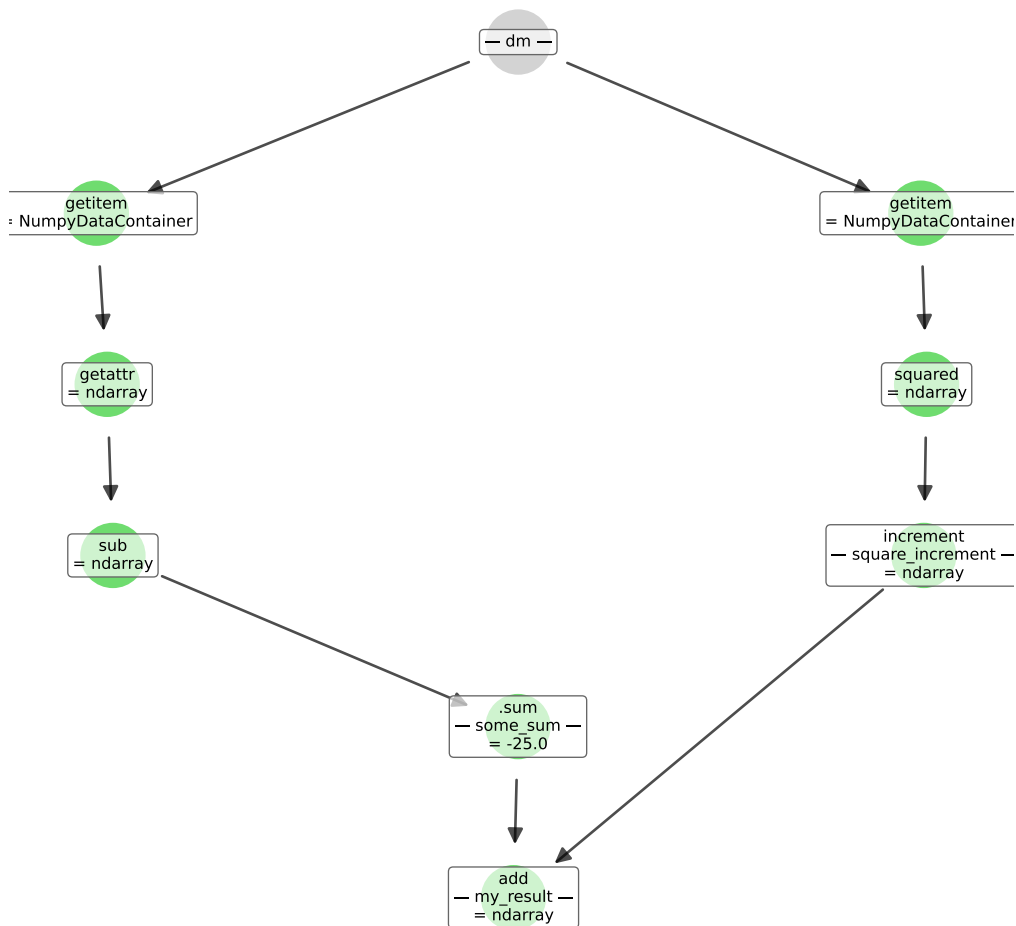 — dm —
getitem
= NumpyDataContainer
getitem
= NumpyDataContainer
getattr
= ndarray
squared
= ndarray
sub
= ndarray
increment
— square_increment —
= ndarray
.sum
— some_sum —
= -25.0
add
— my_result —
= ndarray